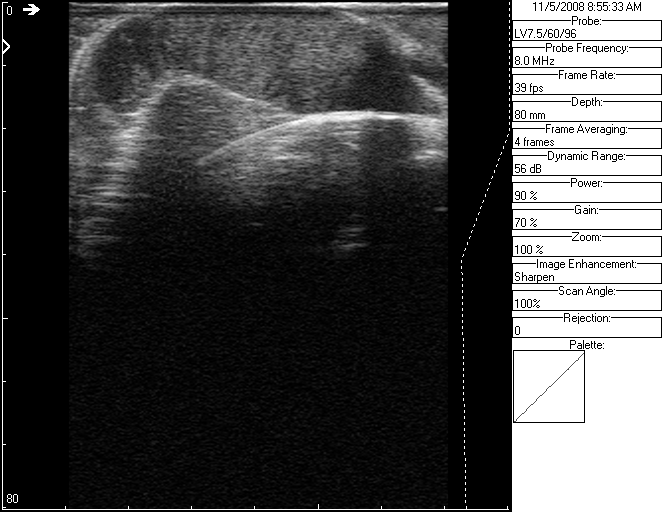 0
80
11/5/2008 8:55:33 AM
Probe:
LV7.5/60/96
Probe Frequency:
8.0 MHz
Frame Rate:
39 fps
Depth:
80 mm
Frame Averaging:
4 frames
Dynamic Range:
56 dB
Power:
90 %
Gain:
70 %
Zoom:
100 %
Image Enhancement:
Sharpen
Scan Angle:
100%
Rejection:
0
Palette: